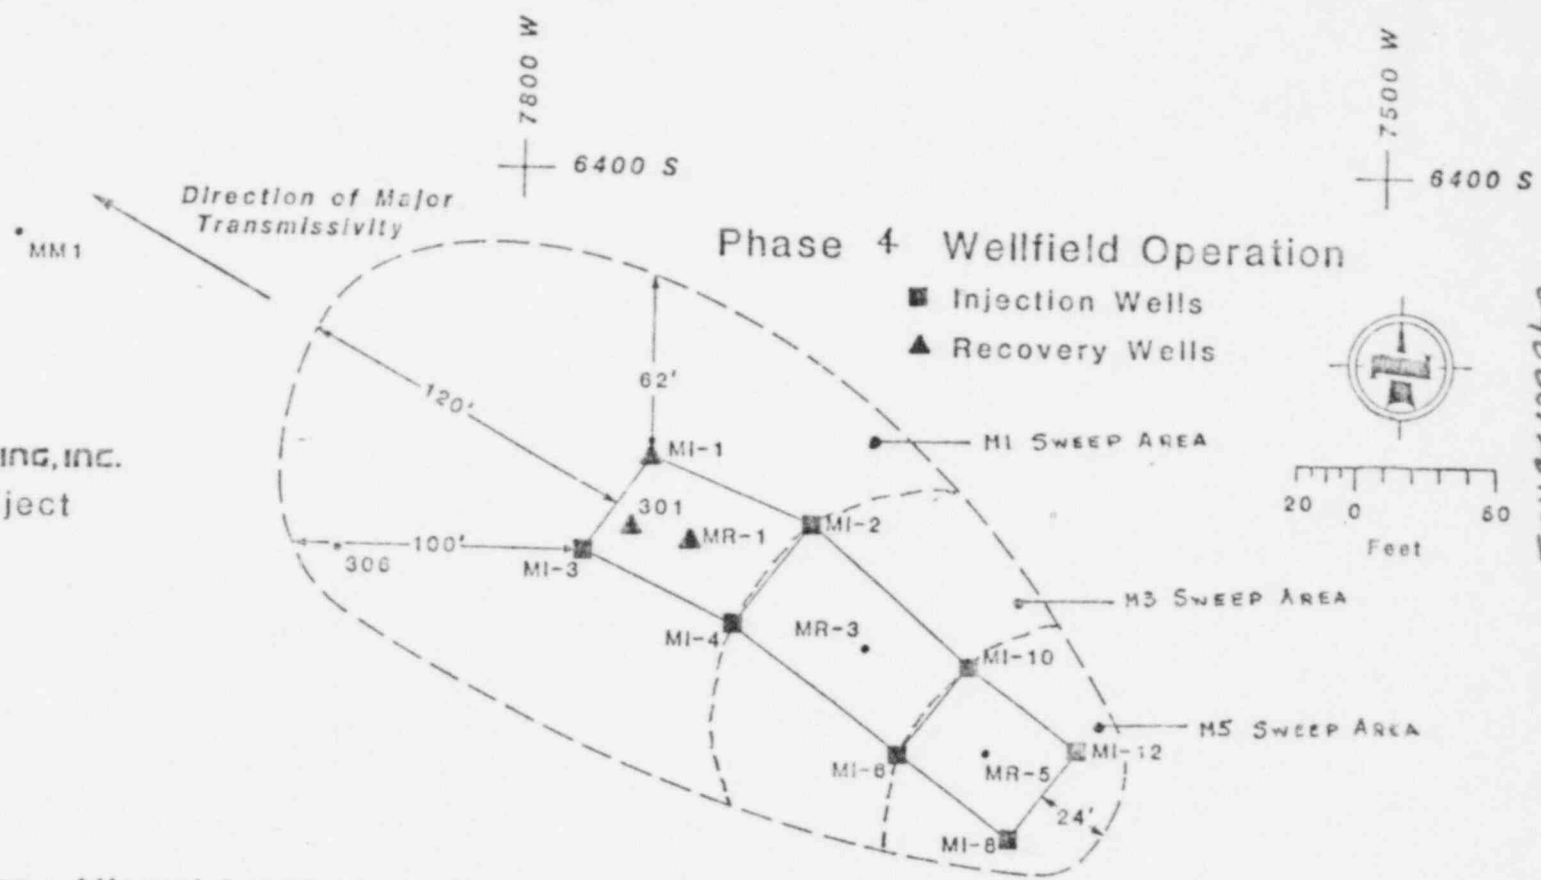 7800 W
7500 W
6400 S
6400 S
Direction of Major
Transmissivity
MM1
Phase 4 Wellfield Operation
Injection Wells
Recovery Wells
120'
62'
MI-1
M1 SWEEP AREA
ING, INC.
ject
301
MR-1
MI-2
20 0 60
Feet
100'
306
MI-3
M3 SWEEP AREA
MI-4
MR-3
MI-10
M5 SWEEP AREA
MI-6
MR-5
MI-12
24'
MI-8